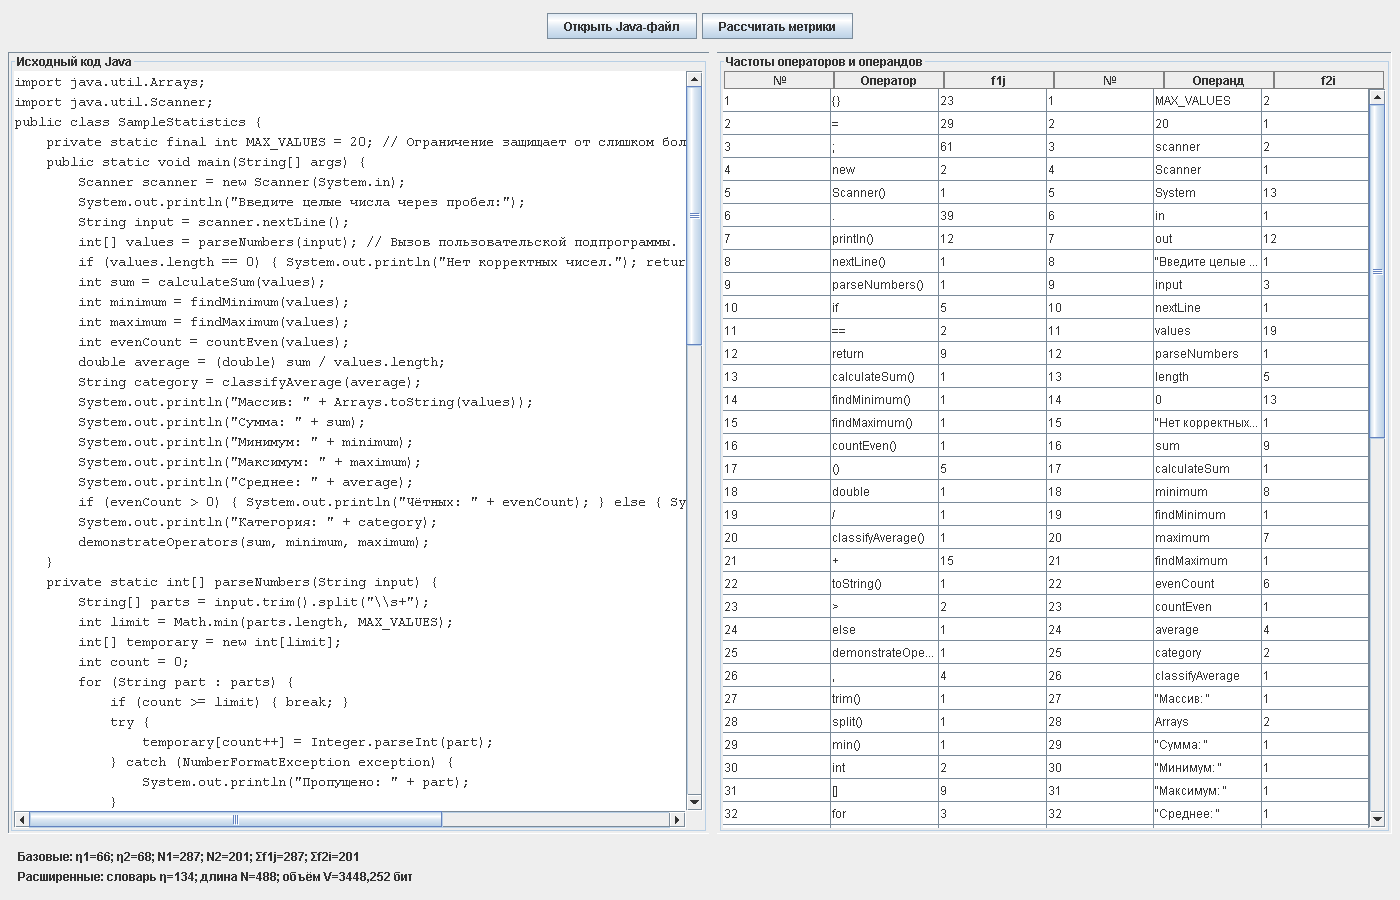 Открыть Java-файл Рассчитать метрики
Исходный код Java
import java.util.Arrays;
import java.util.Scanner;
public class SampleStatistics {
    private static final int MAX_VALUES = 20; // Ограничение защищает от слишком бол
    public static void main(String[] args) {
        Scanner scanner = new Scanner(System.in);
        System.out.println("Введите целые числа через пробел:");
        String input = scanner.nextLine();
        int[] values = parseNumbers(input); // Вызов пользовательской подпрограммы.
        if (values.length == 0) { System.out.println("Нет корректных чисел."); retur
        int sum = calculateSum(values);
        int minimum = findMinimum(values);
        int maximum = findMaximum(values);
        int evenCount = countEven(values);
        double average = (double) sum / values.length;
        String category = classifyAverage(average);
        System.out.println("Массив: " + Arrays.toString(values));
        System.out.println("Сумма: " + sum);
        System.out.println("Минимум: " + minimum);
        System.out.println("Максимум: " + maximum);
        System.out.println("Среднее: " + average);
        if (evenCount > 0) { System.out.println("Чётных: " + evenCount); } else { Sy
        System.out.println("Категория: " + category);
        demonstrateOperators(sum, minimum, maximum);
    }
    private static int[] parseNumbers(String input) {
        String[] parts = input.trim().split("\\s+");
        int limit = Math.min(parts.length, MAX_VALUES);
        int[] temporary = new int[limit];
        int count = 0;
        for (String part : parts) {
            if (count >= limit) { break; }
            try {
                temporary[count++] = Integer.parseInt(part);
            } catch (NumberFormatException exception) {
                System.out.println("Пропущено: " + part);
            }
Частоты операторов и операндов
№ Оператор f1j № Операнд f2i
1 {} 23 1 MAX_VALUES 2
2 = 29 2 20 1
3 ; 61 3 scanner 2
4 new 2 4 Scanner 1
5 Scanner() 1 5 System 13
6 . 39 6 in 1
7 println() 12 7 out 12
8 nextLine() 1 8 "Введите целые ... 1
9 parseNumbers() 1 9 input 3
10 if 5 10 nextLine 1
11 == 2 11 values 19
12 return 9 12 parseNumbers 1
13 calculateSum() 1 13 length 5
14 findMinimum() 1 14 0 13
15 findMaximum() 1 15 "Нет корректных... 1
16 countEven() 1 16 sum 9
17 () 5 17 calculateSum 1
18 double 1 18 minimum 8
19 / 1 19 findMinimum 1
20 classifyAverage() 1 20 maximum 7
21 + 15 21 findMaximum 1
22 toString() 1 22 evenCount 6
23 > 2 23 countEven 1
24 else 1 24 average 4
25 demonstrateOpe... 1 25 category 2
26 , 4 26 classifyAverage 1
27 trim() 1 27 "Массив: " 1
28 split() 1 28 Arrays 2
29 min() 1 29 "Сумма: " 1
30 int 2 30 "Минимум: " 1
31 [] 9 31 "Максимум: " 1
32 for 3 32 "Среднее: " 1
Базовые: η1=66; η2=68; N1=287; N2=201; Σf1j=287; Σf2i=201
Расширенные: словарь η=134; длина N=488; объём V=3448,252 бит